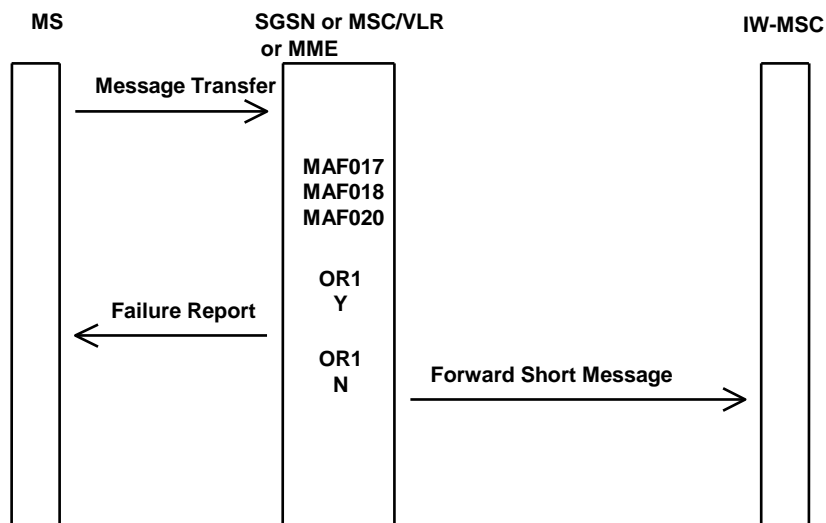 MS
SGSN or MSC/VLR
or MME
IW-MSC
Message Transfer
MAF017
MAF018
MAF020
OR1
Y
Failure Report
OR1
N
Forward Short Message